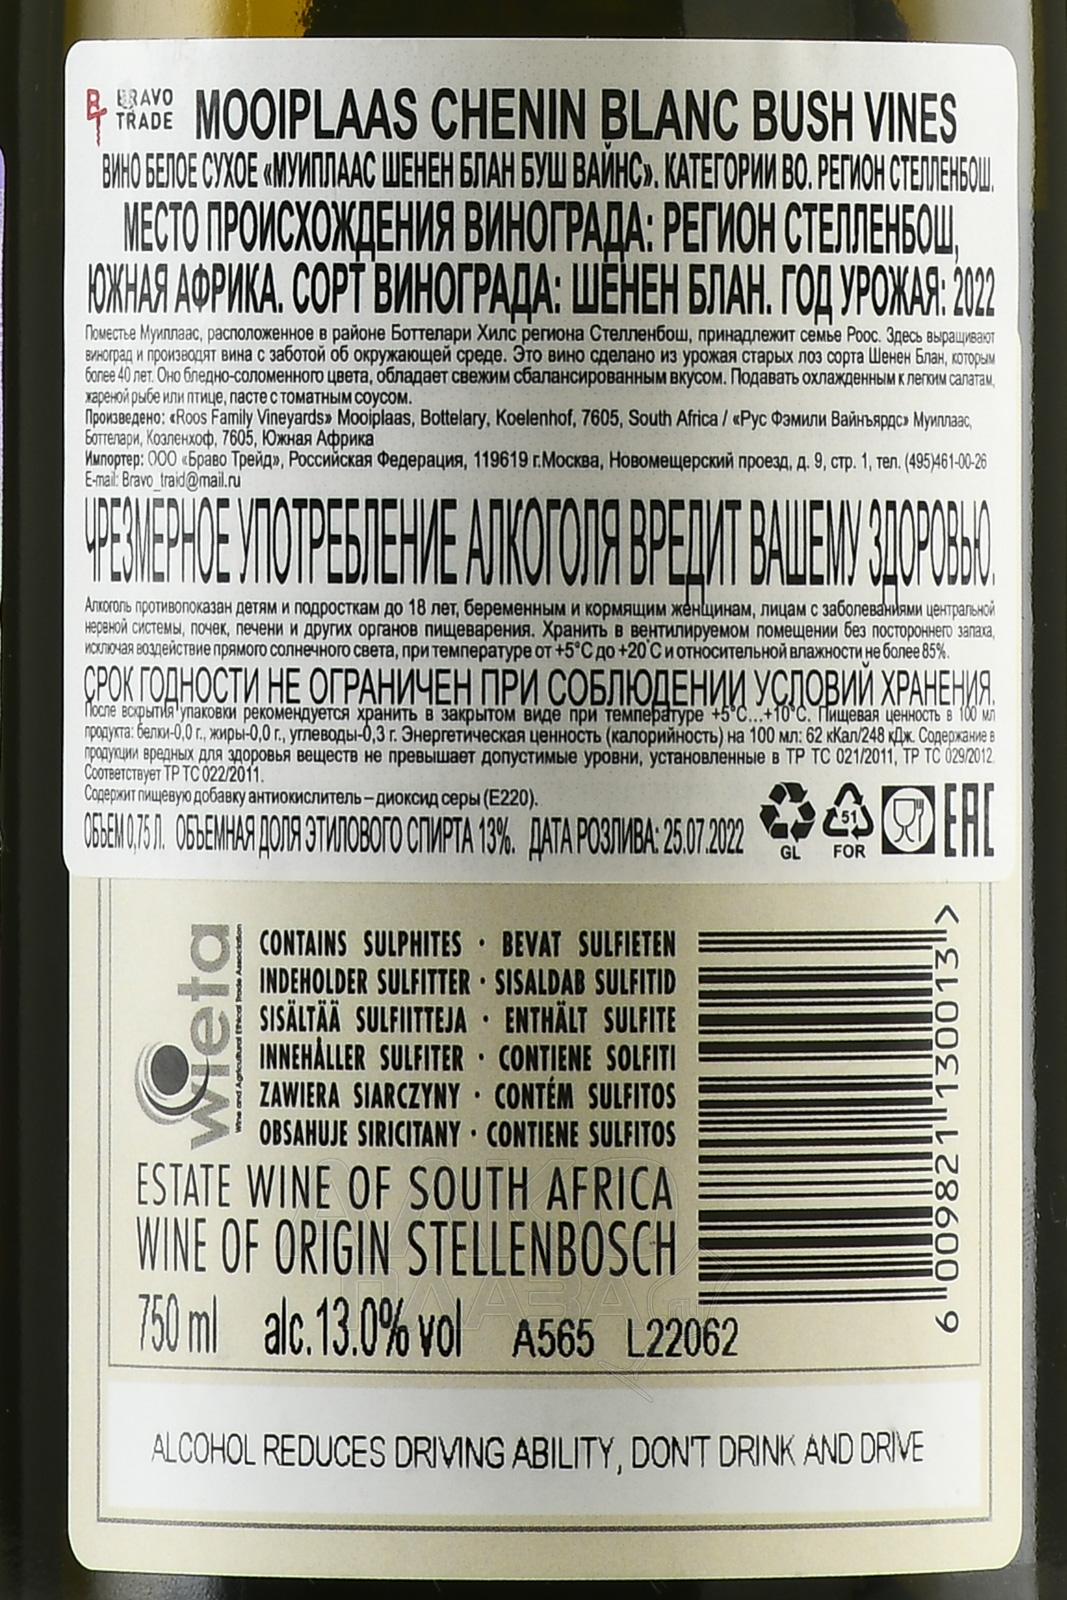 BRAVO TRADE
MOOIPLAAS CHENIN BLANC BUSH VINES
ВИНО БЕЛОЕ СУХОЕ «МУИПЛААС ШЕНЕН БЛАН БУШ ВАЙНС». КАТЕГОРИИ ВО. РЕГИОН СТЕЛЛЕНБОШ.
МЕСТО ПРОИСХОЖДЕНИЯ ВИНОГРАДА: РЕГИОН СТЕЛЛЕНБОШ,
ЮЖНАЯ АФРИКА. СОРТ ВИНОГРАДА: ШЕНЕН БЛАН. ГОД УРОЖАЯ: 2022
Поместье Муиплаас, расположенное в районе Боттелари Хилс региона Стелленбош, принадлежит семье Роос. Здесь выращивают
виноград и производят вина с заботой об окружающей среде. Это вино сделано из урожая старых лоз сорта Шенен Блан, которым
более 40 лет. Оно бледно-соломенного цвета, обладает свежим сбалансированным вкусом. Подавать охлажденным к легким салатам,
жареной рыбе или птице, пасте с томатным соусом.
Произведено: «Roos Family Vineyards» Mooiplaas, Bottelary, Koelenhof, 7605, South Africa / «Рус Фэмили Вайнъярдс» Муиплаас,
Боттелари, Коэленхоф, 7605, Южная Африка
Импортер: ООО «Браво Трейд», Российская Федерация, 119619 г.Москва, Новомещерский проезд, д. 9, стр. 1, тел. (495)461-00-26
E-mail: Bravo_traid@mail.ru
ЧРЕЗМЕРНОЕ УПОТРЕБЛЕНИЕ АЛКОГОЛЯ ВРЕДИТ ВАШЕМУ ЗДОРОВЬЮ.
Алкоголь противопоказан детям и подросткам до 18 лет, беременным и кормящим женщинам, лицам с заболеваниями центральной
нервной системы, почек, печени и других органов пищеварения. Хранить в вентилируемом помещении без постороннего запаха,
исключая воздействие прямого солнечного света, при температуре от +5°С до +20°С и относительной влажности не более 85%.
СРОК ГОДНОСТИ НЕ ОГРАНИЧЕН ПРИ СОБЛЮДЕНИИ УСЛОВИЙ ХРАНЕНИЯ.
После вскрытия упаковки рекомендуется хранить в закрытом виде при температуре +5°С…+10°С. Пищевая ценность в 100 мл
продукта: белки-0,0 г., жиры-0,0 г., углеводы-0,3 г. Энергетическая ценность (калорийность) на 100 мл: 62 кКал/248 кДж. Содержание в
продукции вредных для здоровья веществ не превышает допустимые уровни, установленные в ТР ТС 021/2011, ТР ТС 029/2012.
Соответствует ТР ТС 022/2011.
Содержит пищевую добавку антиокислитель – диоксид серы (Е220).
ОБЪЕМ 0,75 Л. ОБЪЕМНАЯ ДОЛЯ ЭТИЛОВОГО СПИРТА 13%. ДАТА РОЗЛИВА: 25.07.2022
GL
51
FOR
EAC
wieta
Wine and Agricultural Ethical Trade Association
CONTAINS SULPHITES · BEVAT SULFIETEN
INDEHOLDER SULFITTER · SISALDAB SULFITID
SISÄLTÄÄ SULFIITTEJA · ENTHÄLT SULFITE
INNEHÅLLER SULFITER · CONTIENE SOLFITI
ZAWIERA SIARCZYNY · CONTÉM SULFITOS
OBSAHUJE SIRICITANY · CONTIENE SULFITOS
ESTATE WINE OF SOUTH AFRICA
WINE OF ORIGIN STELLENBOSCH
750 ml alc.13.0% vol A565 L22062
6 009821 130013 >
ALCOHOL REDUCES DRIVING ABILITY, DON'T DRINK AND DRIVE